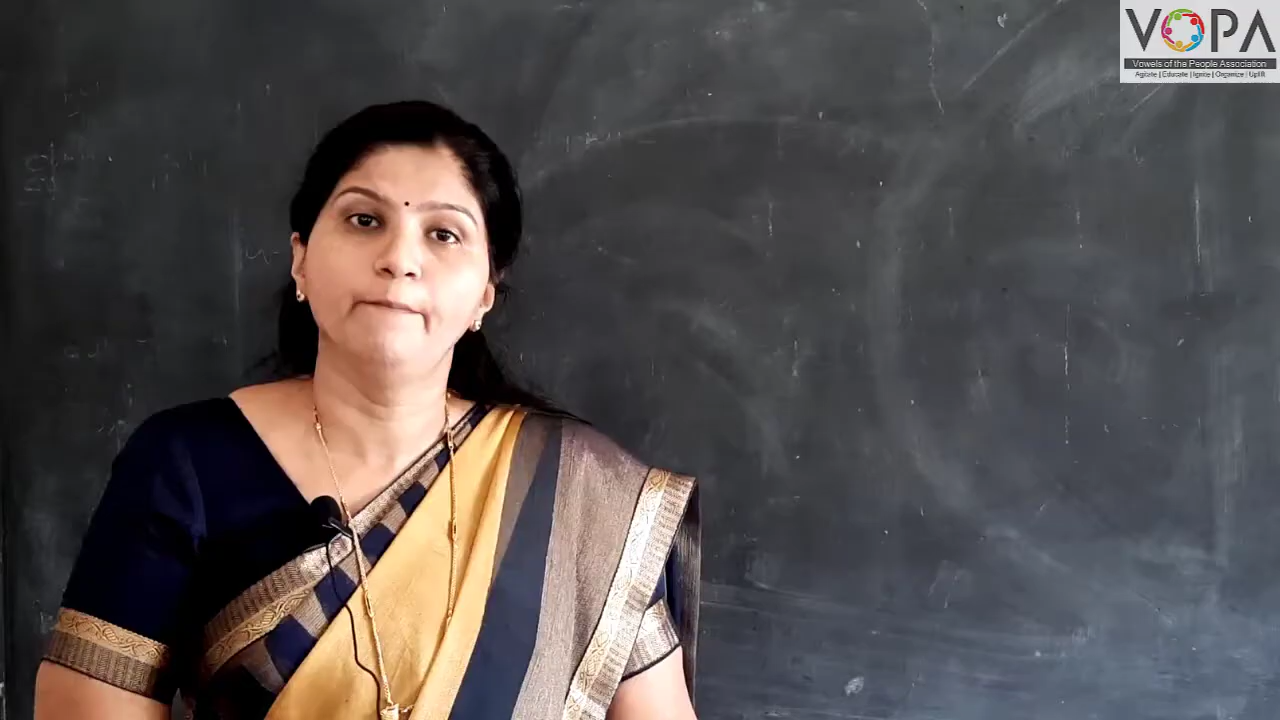 VOPA
Vowels of the People Association
Agitate | Educate | Ignite | Organize | Uplift